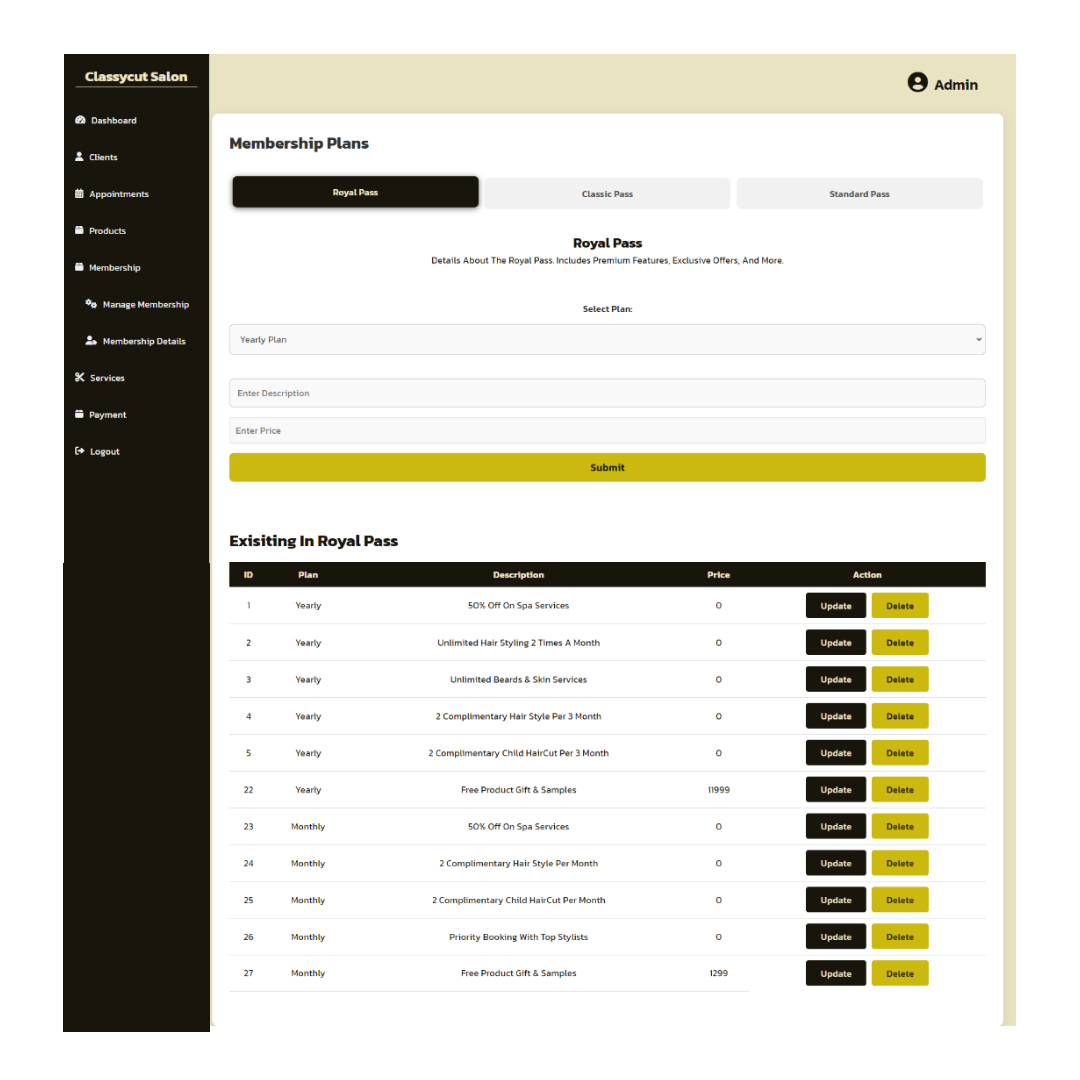 Classycut Salon
Admin
Dashboard
Clients
Appointments
Products
Membership
Manage Membership
Membership Details
Services
Payment
Logout
Membership Plans
Royal Pass Classic Pass Standard Pass
Royal Pass
Details About The Royal Pass. Includes Premium Features, Exclusive Offers, And More.
Select Plan:
Yearly Plan
Enter Description
Enter Price
Submit
Exisiting In Royal Pass
ID Plan Description Price Action
1 Yearly 50% Off On Spa Services 0 Update Delete
2 Yearly Unlimited Hair Styling 2 Times A Month 0 Update Delete
3 Yearly Unlimited Beards & Skin Services 0 Update Delete
4 Yearly 2 Complimentary Hair Style Per 3 Month 0 Update Delete
5 Yearly 2 Complimentary Child HairCut Per 3 Month 0 Update Delete
22 Yearly Free Product Gift & Samples 11999 Update Delete
23 Monthly 50% Off On Spa Services 0 Update Delete
24 Monthly 2 Complimentary Hair Style Per Month 0 Update Delete
25 Monthly 2 Complimentary Child HairCut Per Month 0 Update Delete
26 Monthly Priority Booking With Top Stylists 0 Update Delete
27 Monthly Free Product Gift & Samples 1299 Update Delete